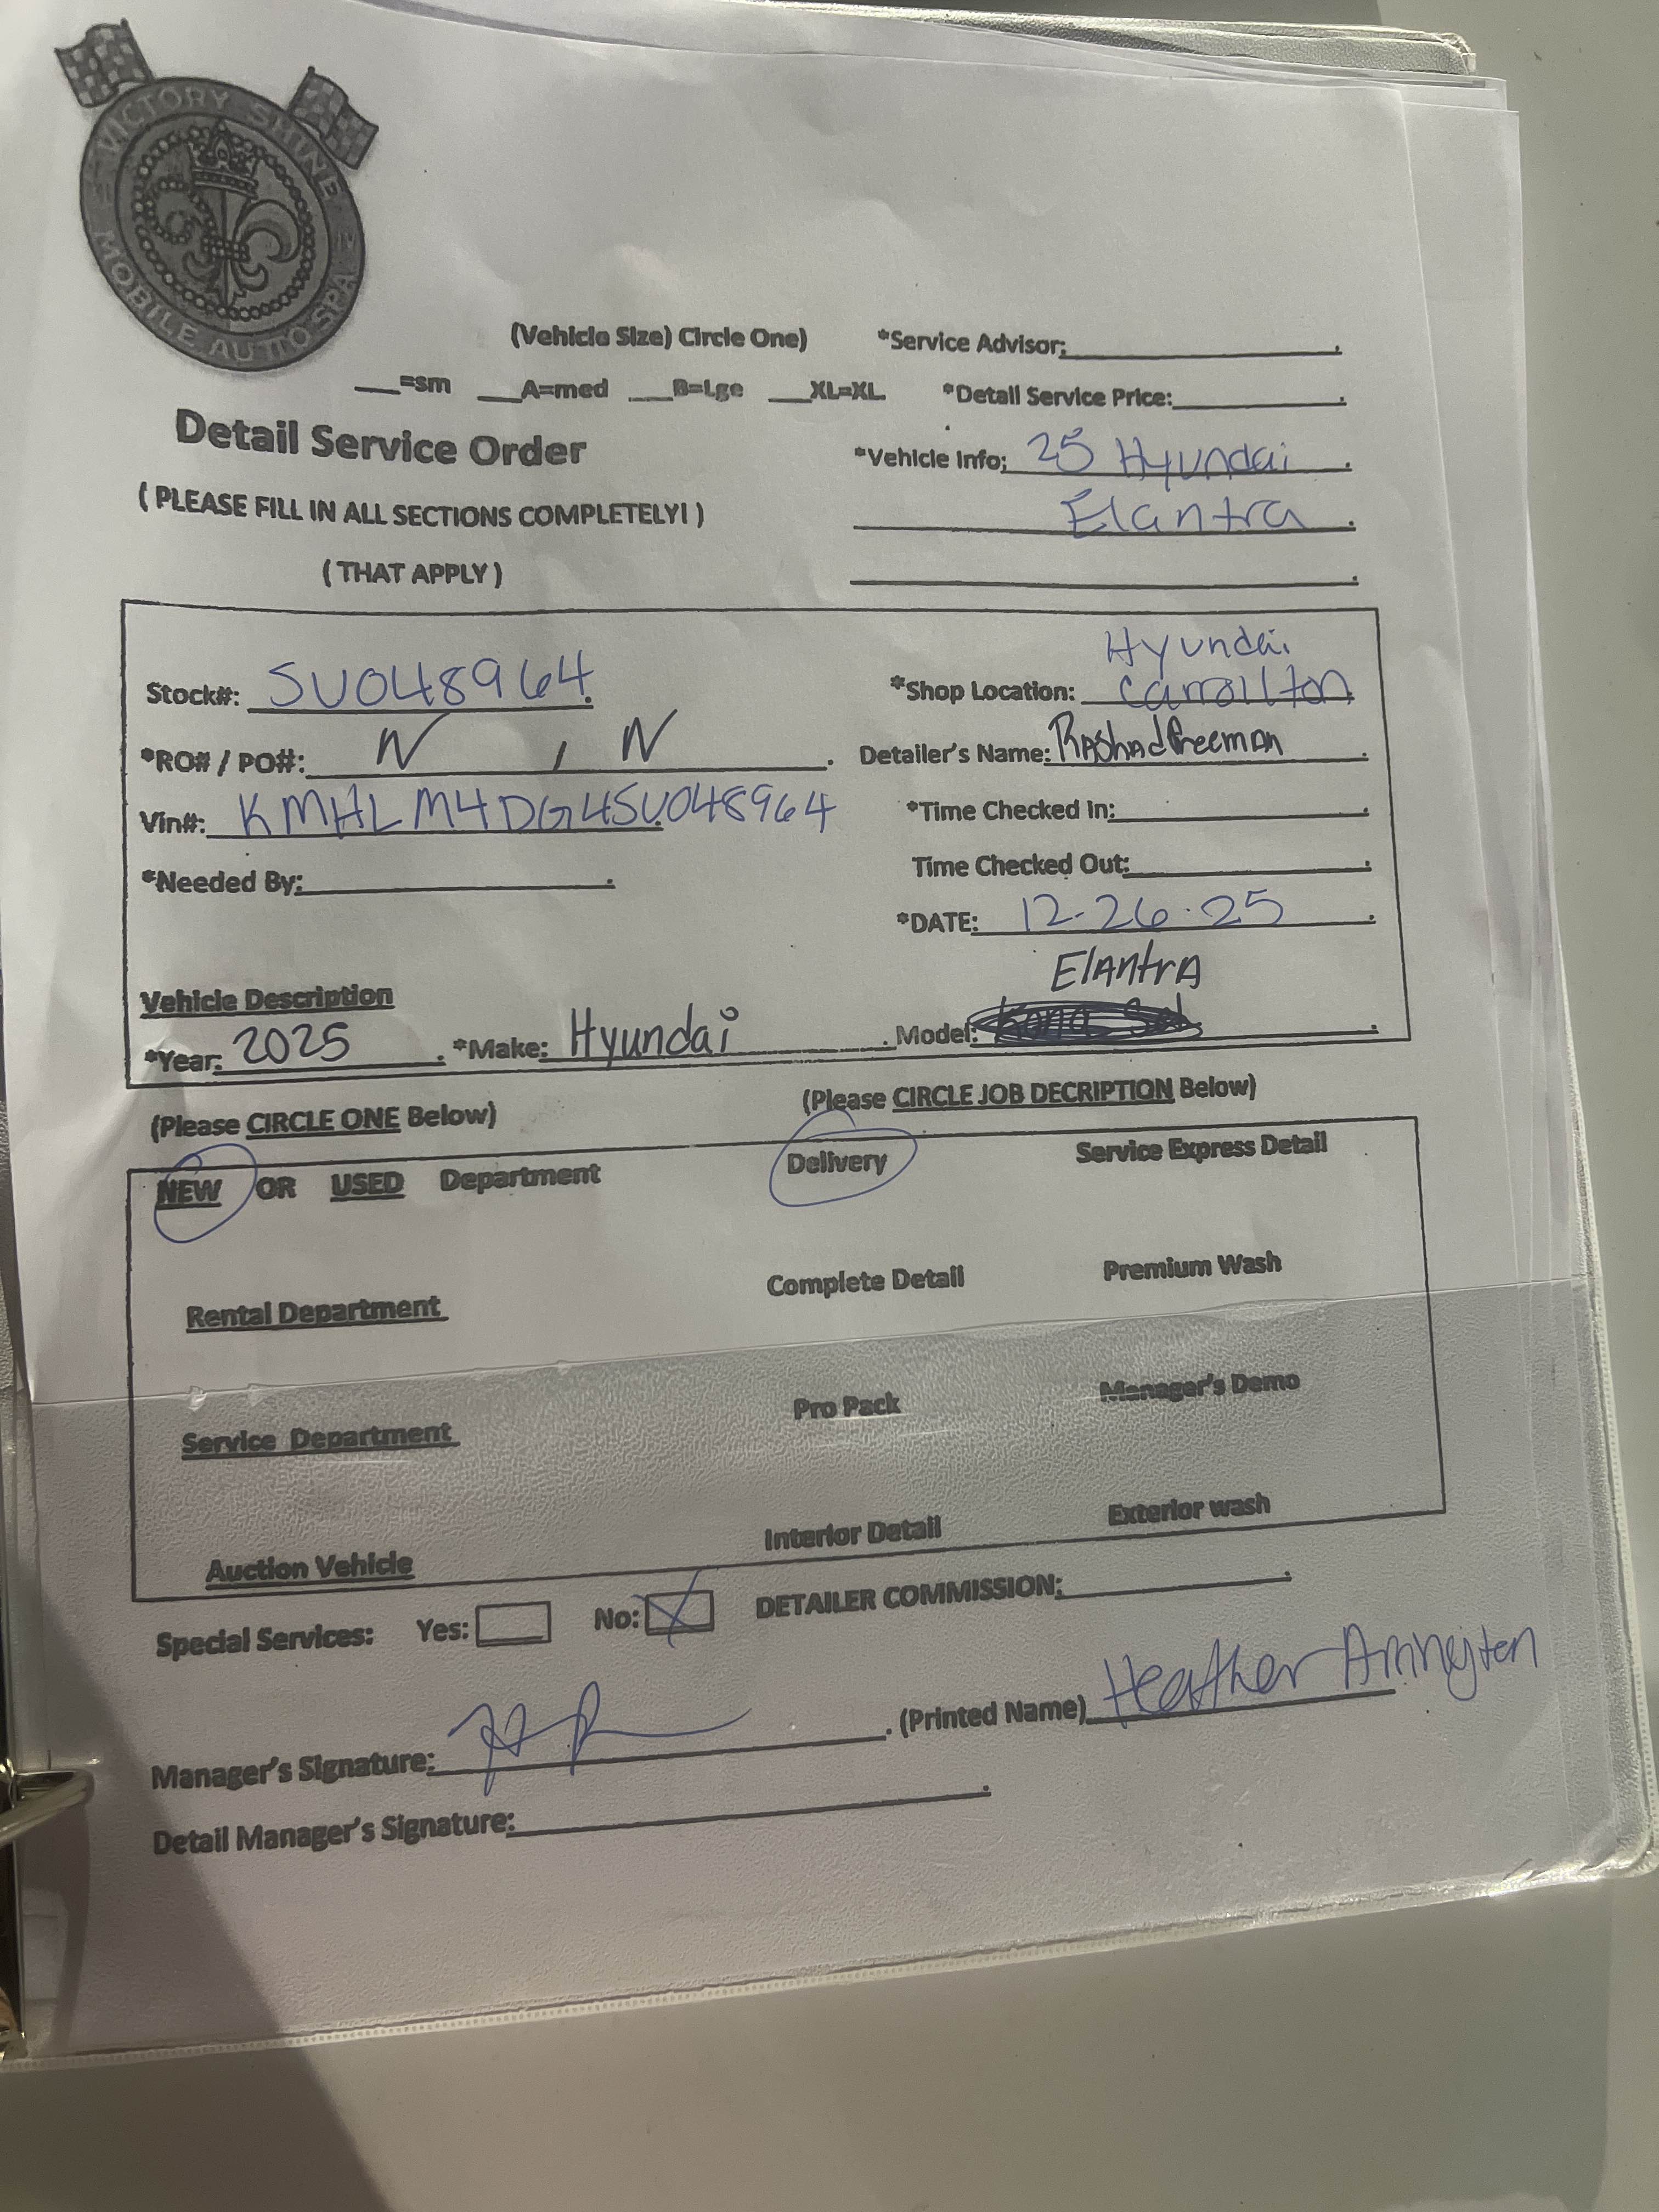 VICTORY SHINE
MOBILE AUTO SPA
(Vehicle Size) Circle One) *Service Advisor:
___=sm ___A=med ___B=Lge ___XL=XL *Detail Service Price:
Detail Service Order
*Vehicle Info: 25 Hyundai
( PLEASE FILL IN ALL SECTIONS COMPLETELY! )
Elantra
( THAT APPLY )
Hyundai
Stock#: SU048964 *Shop Location: Carrollton
*RO# / PO#: N / N Detailer's Name: Rashad Freeman
Vin#: KMHLM4DG4SU048964 *Time Checked In:
*Needed By: Time Checked Out:
*DATE: 12-26-25
Elantra
Vehicle Description
*Year: 2025 *Make: Hyundai Model:
(Please CIRCLE ONE Below) (Please CIRCLE JOB DECRIPTION Below)
NEW OR USED Department Delivery Service Express Detail
Rental Department Complete Detail Premium Wash
Service Department Pro Pack Manager's Demo
Auction Vehicle Interior Detail Exterior wash
Special Services: Yes: No: X DETAILER COMMISSION:
Manager's Signature: (Printed Name) Heather
Detail Manager's Signature: